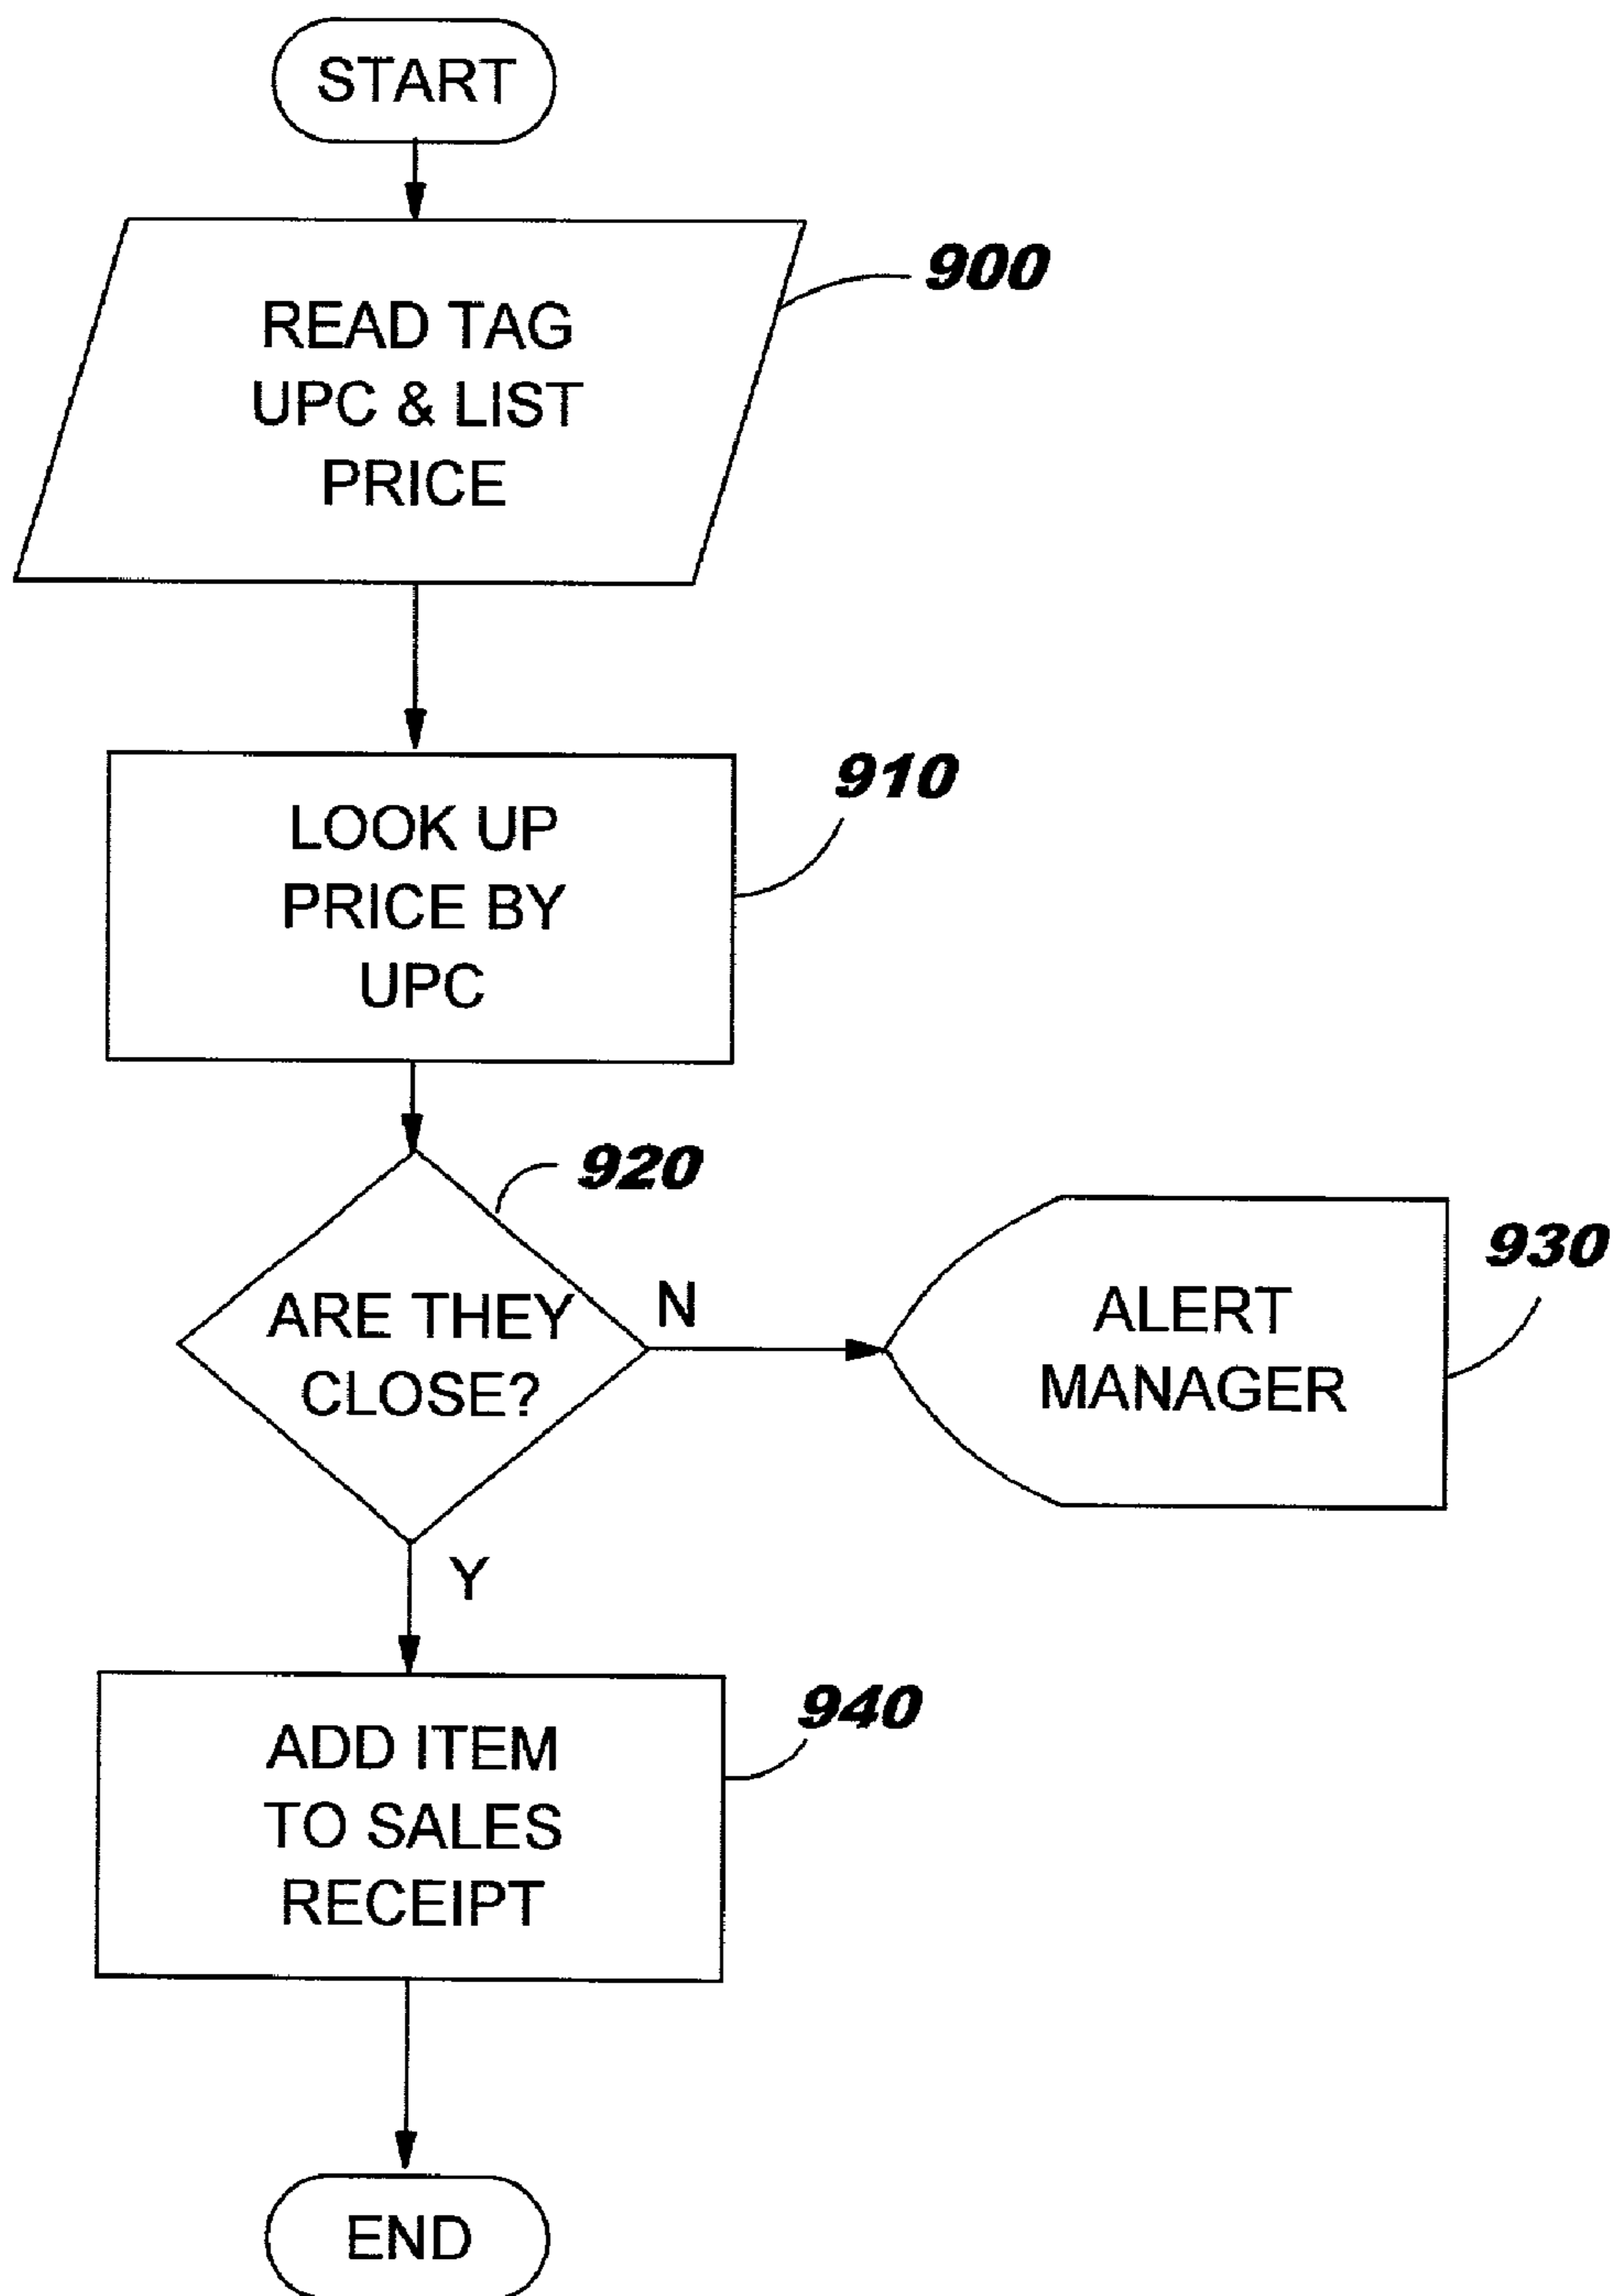 START
READ TAG
UPC & LIST
PRICE
900
LOOK UP
PRICE BY
UPC
910
920
ARE THEY
CLOSE?
N
ALERT
MANAGER
930
Y
ADD ITEM
TO SALES
RECEIPT
940
END